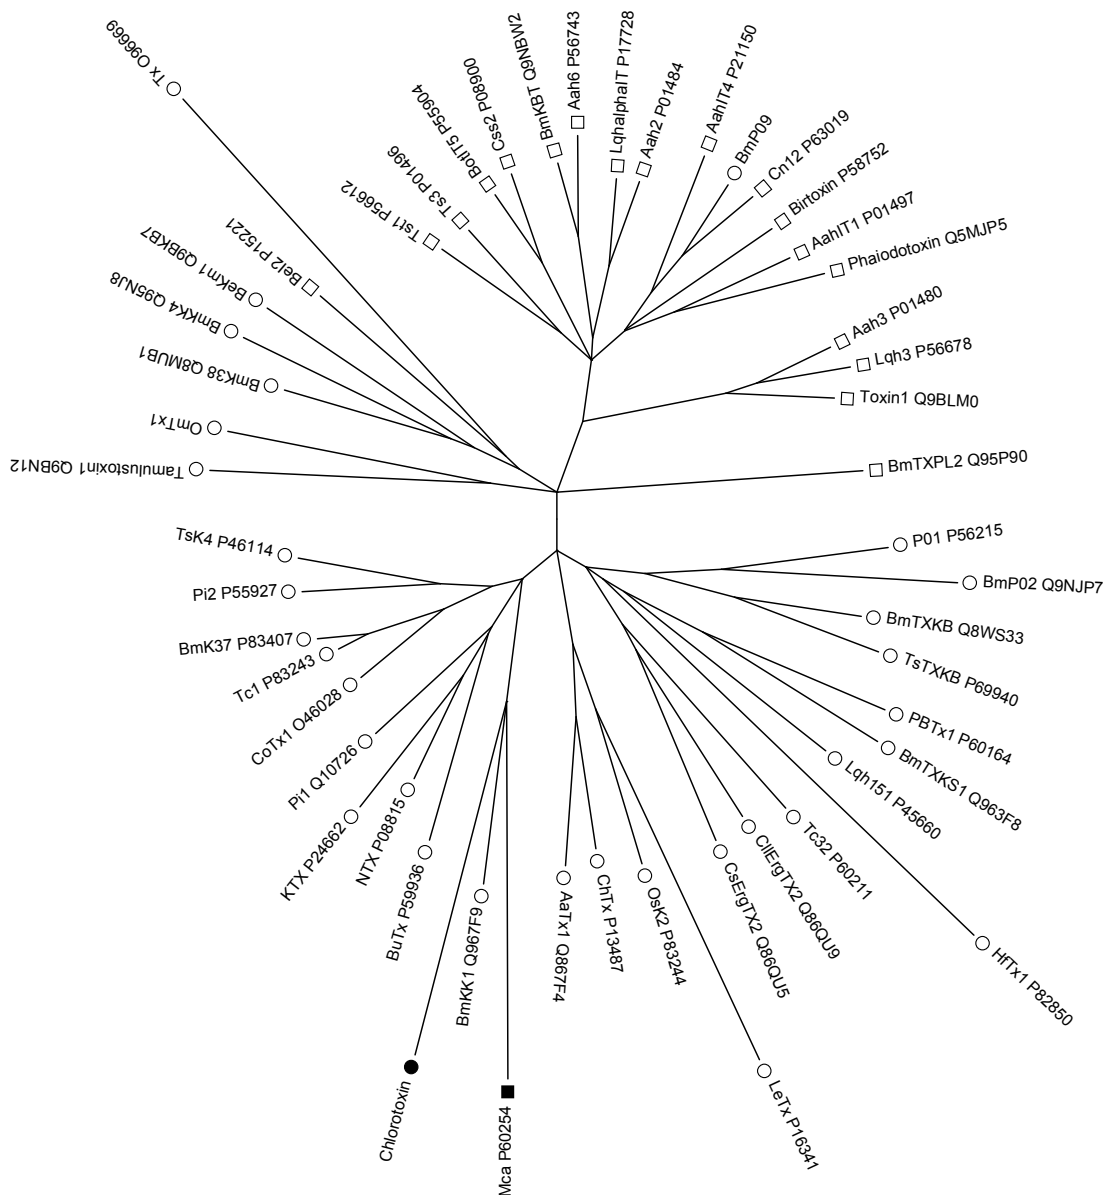 Tx O96669
Tst1 P56612
Ts3 P01496
BotIT5 P55904
Css2 P08900
BmKBT Q9NBW2
Aah6 P56743
LqhalphaIT P17728
Aah2 P01484
AahIT4 P21150
BmP09
Cn12 P63019
Birtoxin P58752
AahIT1 P01497
Phaiodotoxin Q5MJP5
Aah3 P01480
Lqh3 P56678
Toxin1 Q9BLM0
BmTXPL2 Q95P90
P01 P56215
BmP02 Q9NJP7
BmTXKB Q8WS33
TsTXKB P69940
PBTx1 P60164
BmTXKS1 Q963F8
Lqh151 P45660
HfTx1 P82850
Tc32 P60211
CllErgTX2 Q86QU9
CsErgTX2 Q86QU5
LeTx P16341
OsK2 P83244
ChTx P13487
AaTx1 Q867F4
Mca P60254
BmKK1 Q967F9
Chlorotoxin
BuTx P59936
NTX P08815
KTX P24662
Pi1 Q10726
CoTx1 O46028
Tc1 P83243
BmK37 P83407
Pi2 P55927
TsK4 P46114
Tamulustoxin1 Q9BN12
OmTx1
BmK38 Q8MUB1
BmKK4 Q95NJ8
BeKm1 Q9BKB7
BeI2 P15221